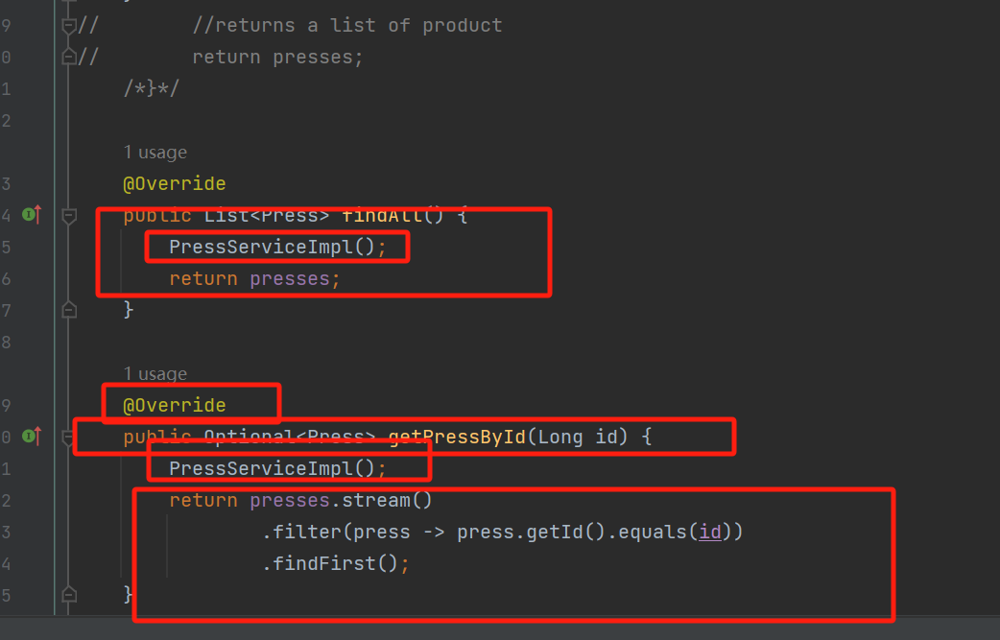 9 //        //returns a list of product
0 //        return presses;
1     /*}*/
2
1 usage
3     @Override
4     public List<Press> findAll() {
5         PressServiceImpl();
6         return presses;
7     }
8
1 usage
9     @Override
0     public Optional<Press> getPressById(Long id) {
1         PressServiceImpl();
2         return presses.stream()
3                 .filter(press -> press.getId().equals(id))
4                 .findFirst();
5     }